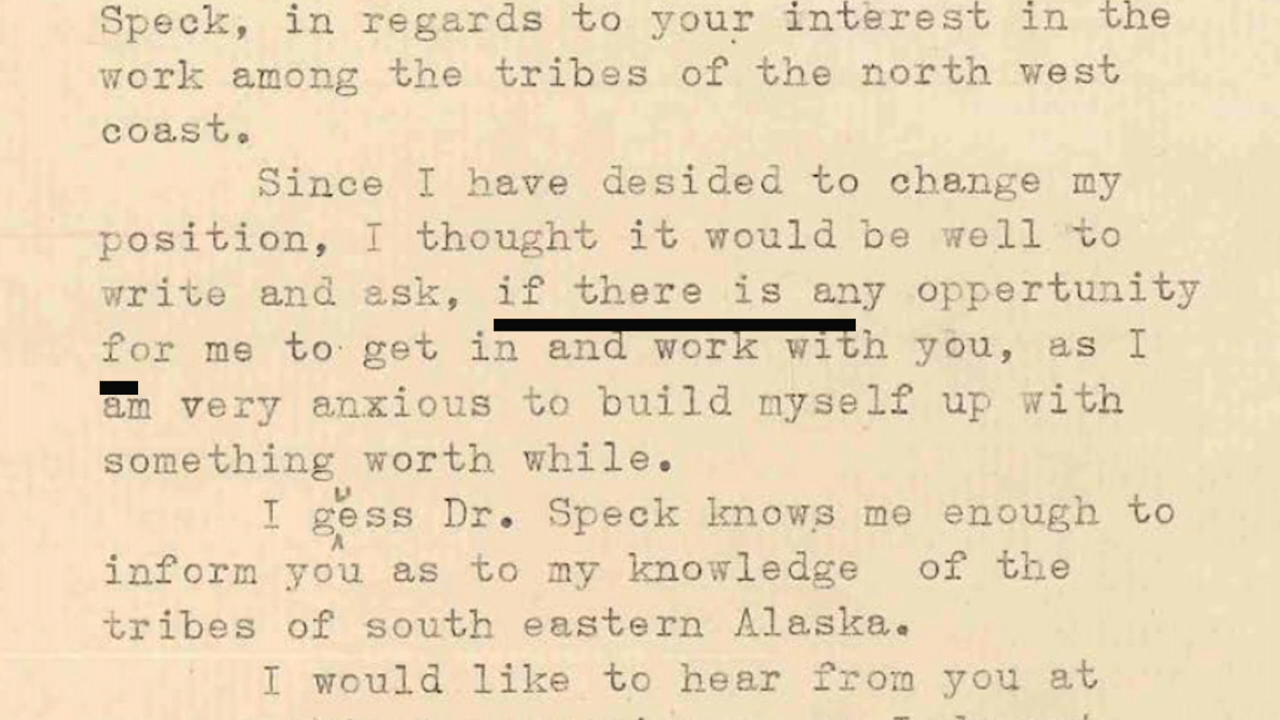 Speck, in regards to your interest in the
work among the tribes of the north west
coast.
Since I have desided to change my
position, I thought it would be well to
write and ask, if there is any oppertunity
for me to get in and work with you, as I
am very anxious to build myself up with
something worth while.
I guess Dr. Speck knows me enough to
inform you as to my knowledge of the
tribes of south eastern Alaska.
I would like to hear from you at